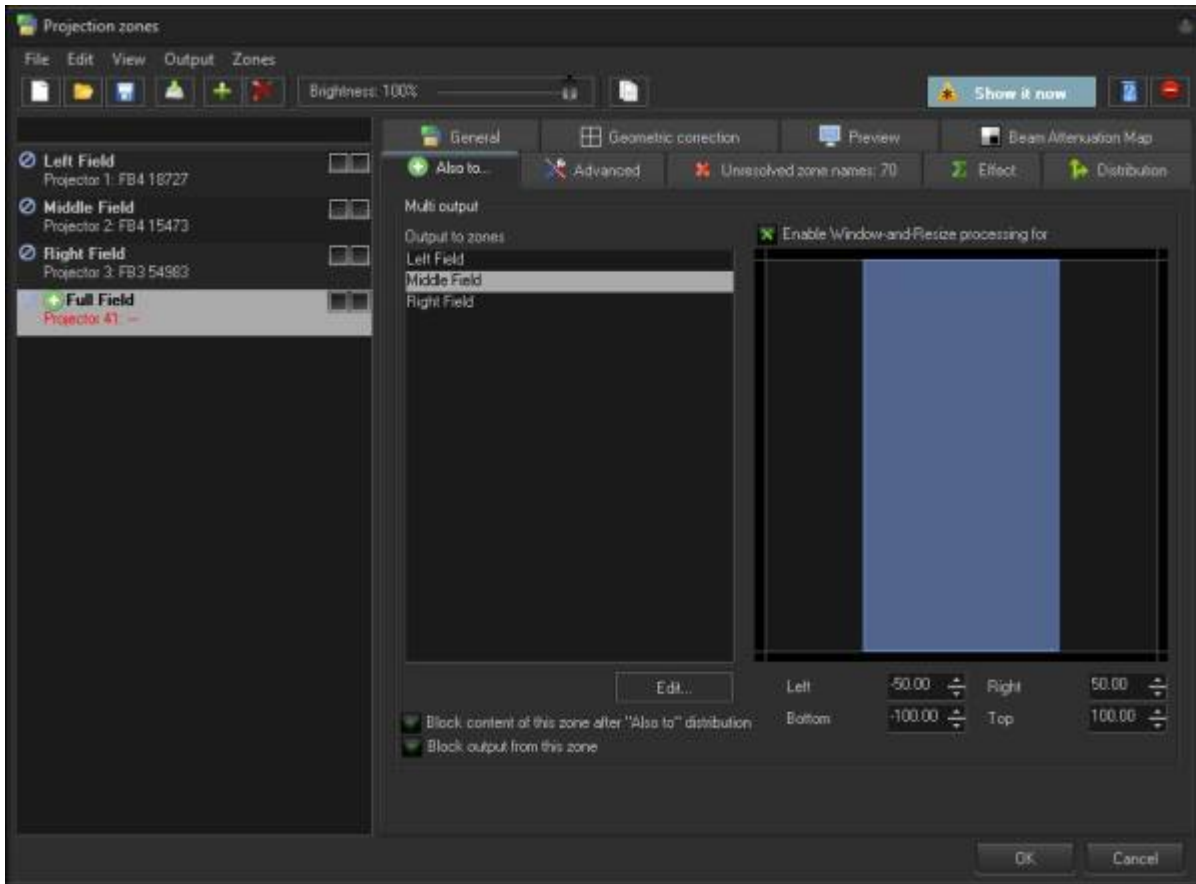 Projection zones
File Edit View Output Zones
Brightness: 100%
Show it now
Left Field
Projector 1: FB4 18727
Middle Field
Projector 2: FB4 15473
Right Field
Projector 3: FB3 54983
Full Field
Projector 41: --
General Geometric correction Preview Beam Attenuation Map
Also to... Advanced Unresolved zone names: 70 Effect Distribution
Multi output
Output to zones
Left Field
Middle Field
Right Field
Enable Window-and-Resize processing for
Edit...
Left -50.00 Right 50.00
Block content of this zone after "Also to" distribution
Bottom -100.00 Top 100.00
Block output from this zone
OK Cancel